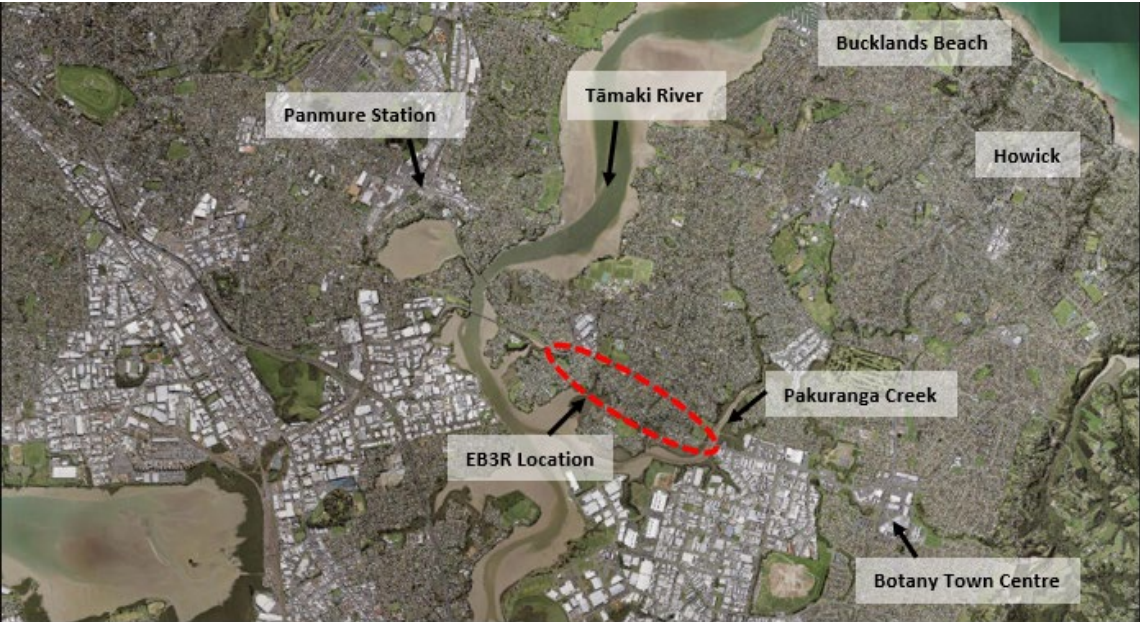 Bucklands Beach
Tāmaki River
Panmure Station
Howick
Pakuranga Creek
EB3R Location
Botany Town Centre